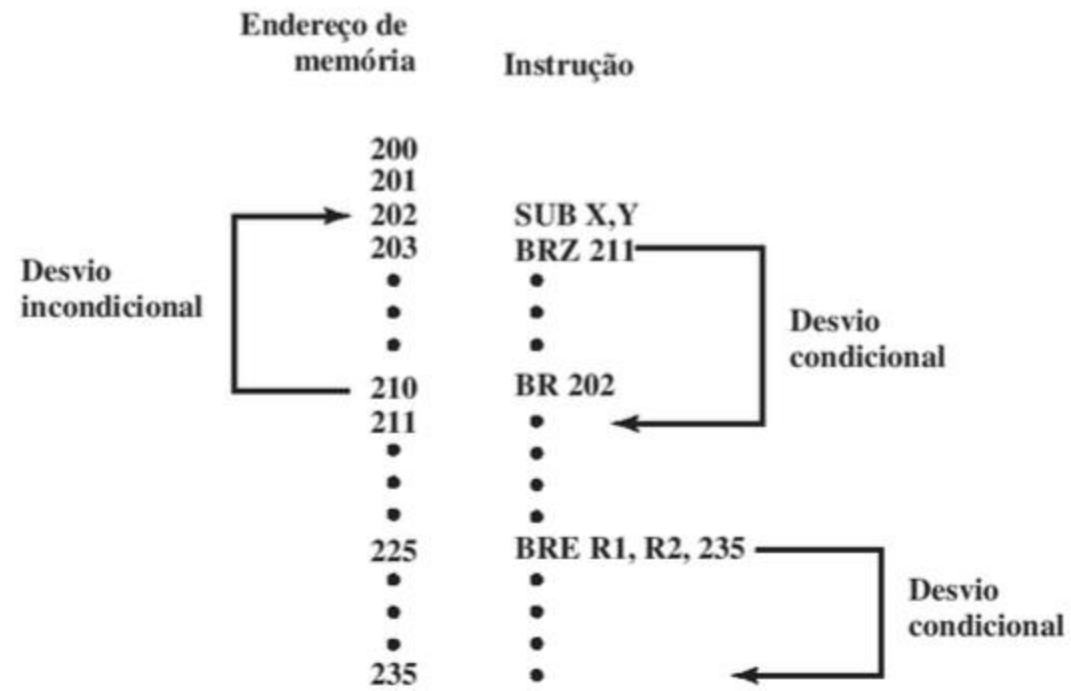 Endereço de
memória
Instrução
200
201
202 SUB X,Y
203 BRZ 211
Desvio
incondicional
Desvio
condicional
210 BR 202
211
225 BRE R1, R2, 235
Desvio
condicional
235